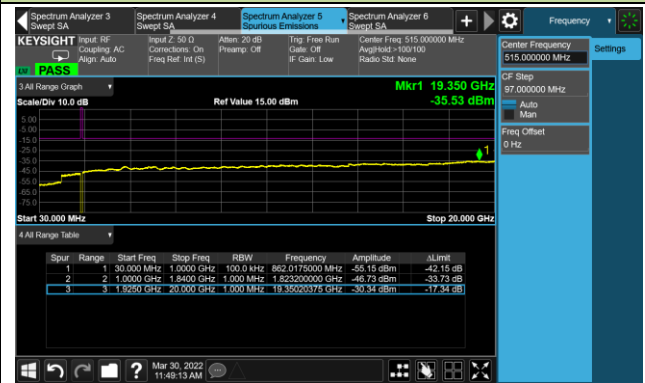 Spectrum Analyzer 3
Swept SA
Spectrum Analyzer 4
Swept SA
Spectrum Analyzer 5
Spurious Emissions
Spectrum Analyzer 6
Swept SA
+
Frequency
KEYSIGHT
Input: RF
Coupling: AC
Align: Auto
Input Z: 50 Ω
Corrections: On
Freq Ref: Int (S)
Atten: 20 dB
Preamp: Off
Trig: Free Run
Gate: Off
IF Gain: Low
Center Freq: 515.000000 MHz
Avg|Hold:>100/100
Radio Std: None
LXI
PASS
Center Frequency
515.000000 MHz
Settings
CF Step
97.000000 MHz
Auto
Man
Freq Offset
0 Hz
3 All Range Graph
Mkr1 19.350 GHz
Scale/Div 10.0 dB
Ref Value 15.00 dBm
-35.53 dBm
5.00
-5.00
-15.0
-25.0
-35.0
-45.0
-55.0
-65.0
-75.0
1
Start 30.000 MHz
Stop 20.000 GHz
4 All Range Table
Spur Range Start Freq Stop Freq RBW Frequency Amplitude ΔLimit
1 1 30.000 MHz 1.0000 GHz 100.0 kHz 862.0175000 MHz -55.15 dBm -42.15 dB
2 2 1.0000 GHz 1.8400 GHz 1.000 MHz 1.823200000 GHz -46.73 dBm -33.73 dB
3 3 1.9250 GHz 20.000 GHz 1.000 MHz 19.35020375 GHz -30.34 dBm -17.34 dB
?
Mar 30, 2022
11:49:13 AM